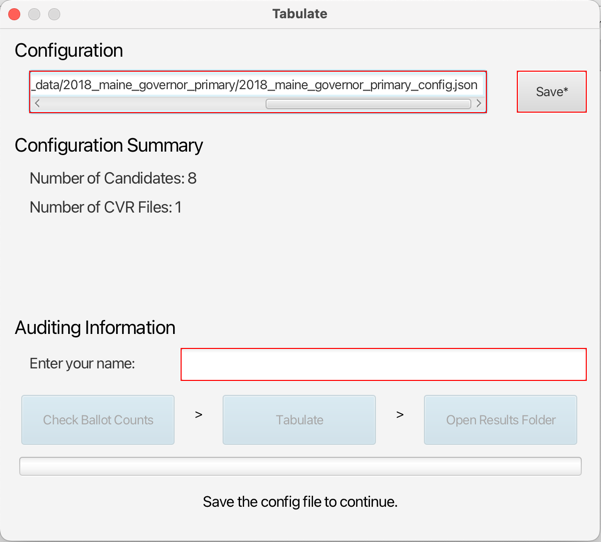 Tabulate
Configuration
_data/2018_maine_governor_primary/2018_maine_governor_primary_config.json
Save*
Configuration Summary
Number of Candidates: 8
Number of CVR Files: 1
Auditing Information
Enter your name:
Check Ballot Counts > Tabulate > Open Results Folder
Save the config file to continue.